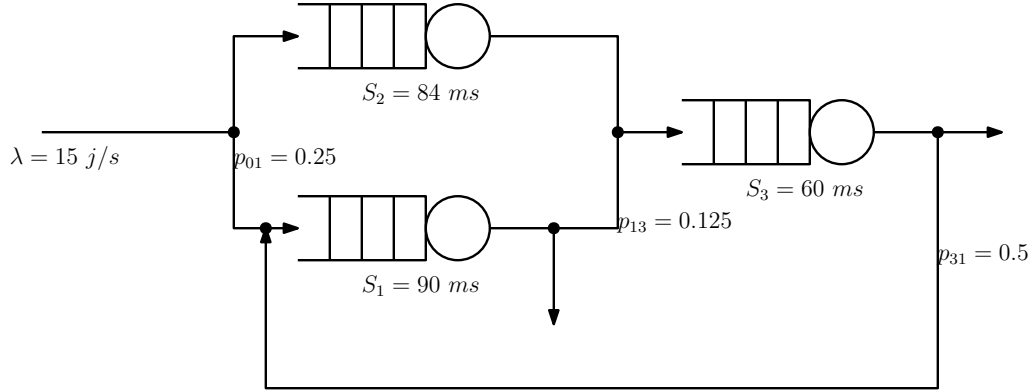 S₂ = 84 ms
λ = 15 j/s
p₀₁ = 0.25
S₃ = 60 ms
p₁₃ = 0.125
p₃₁ = 0.5
S₁ = 90 ms